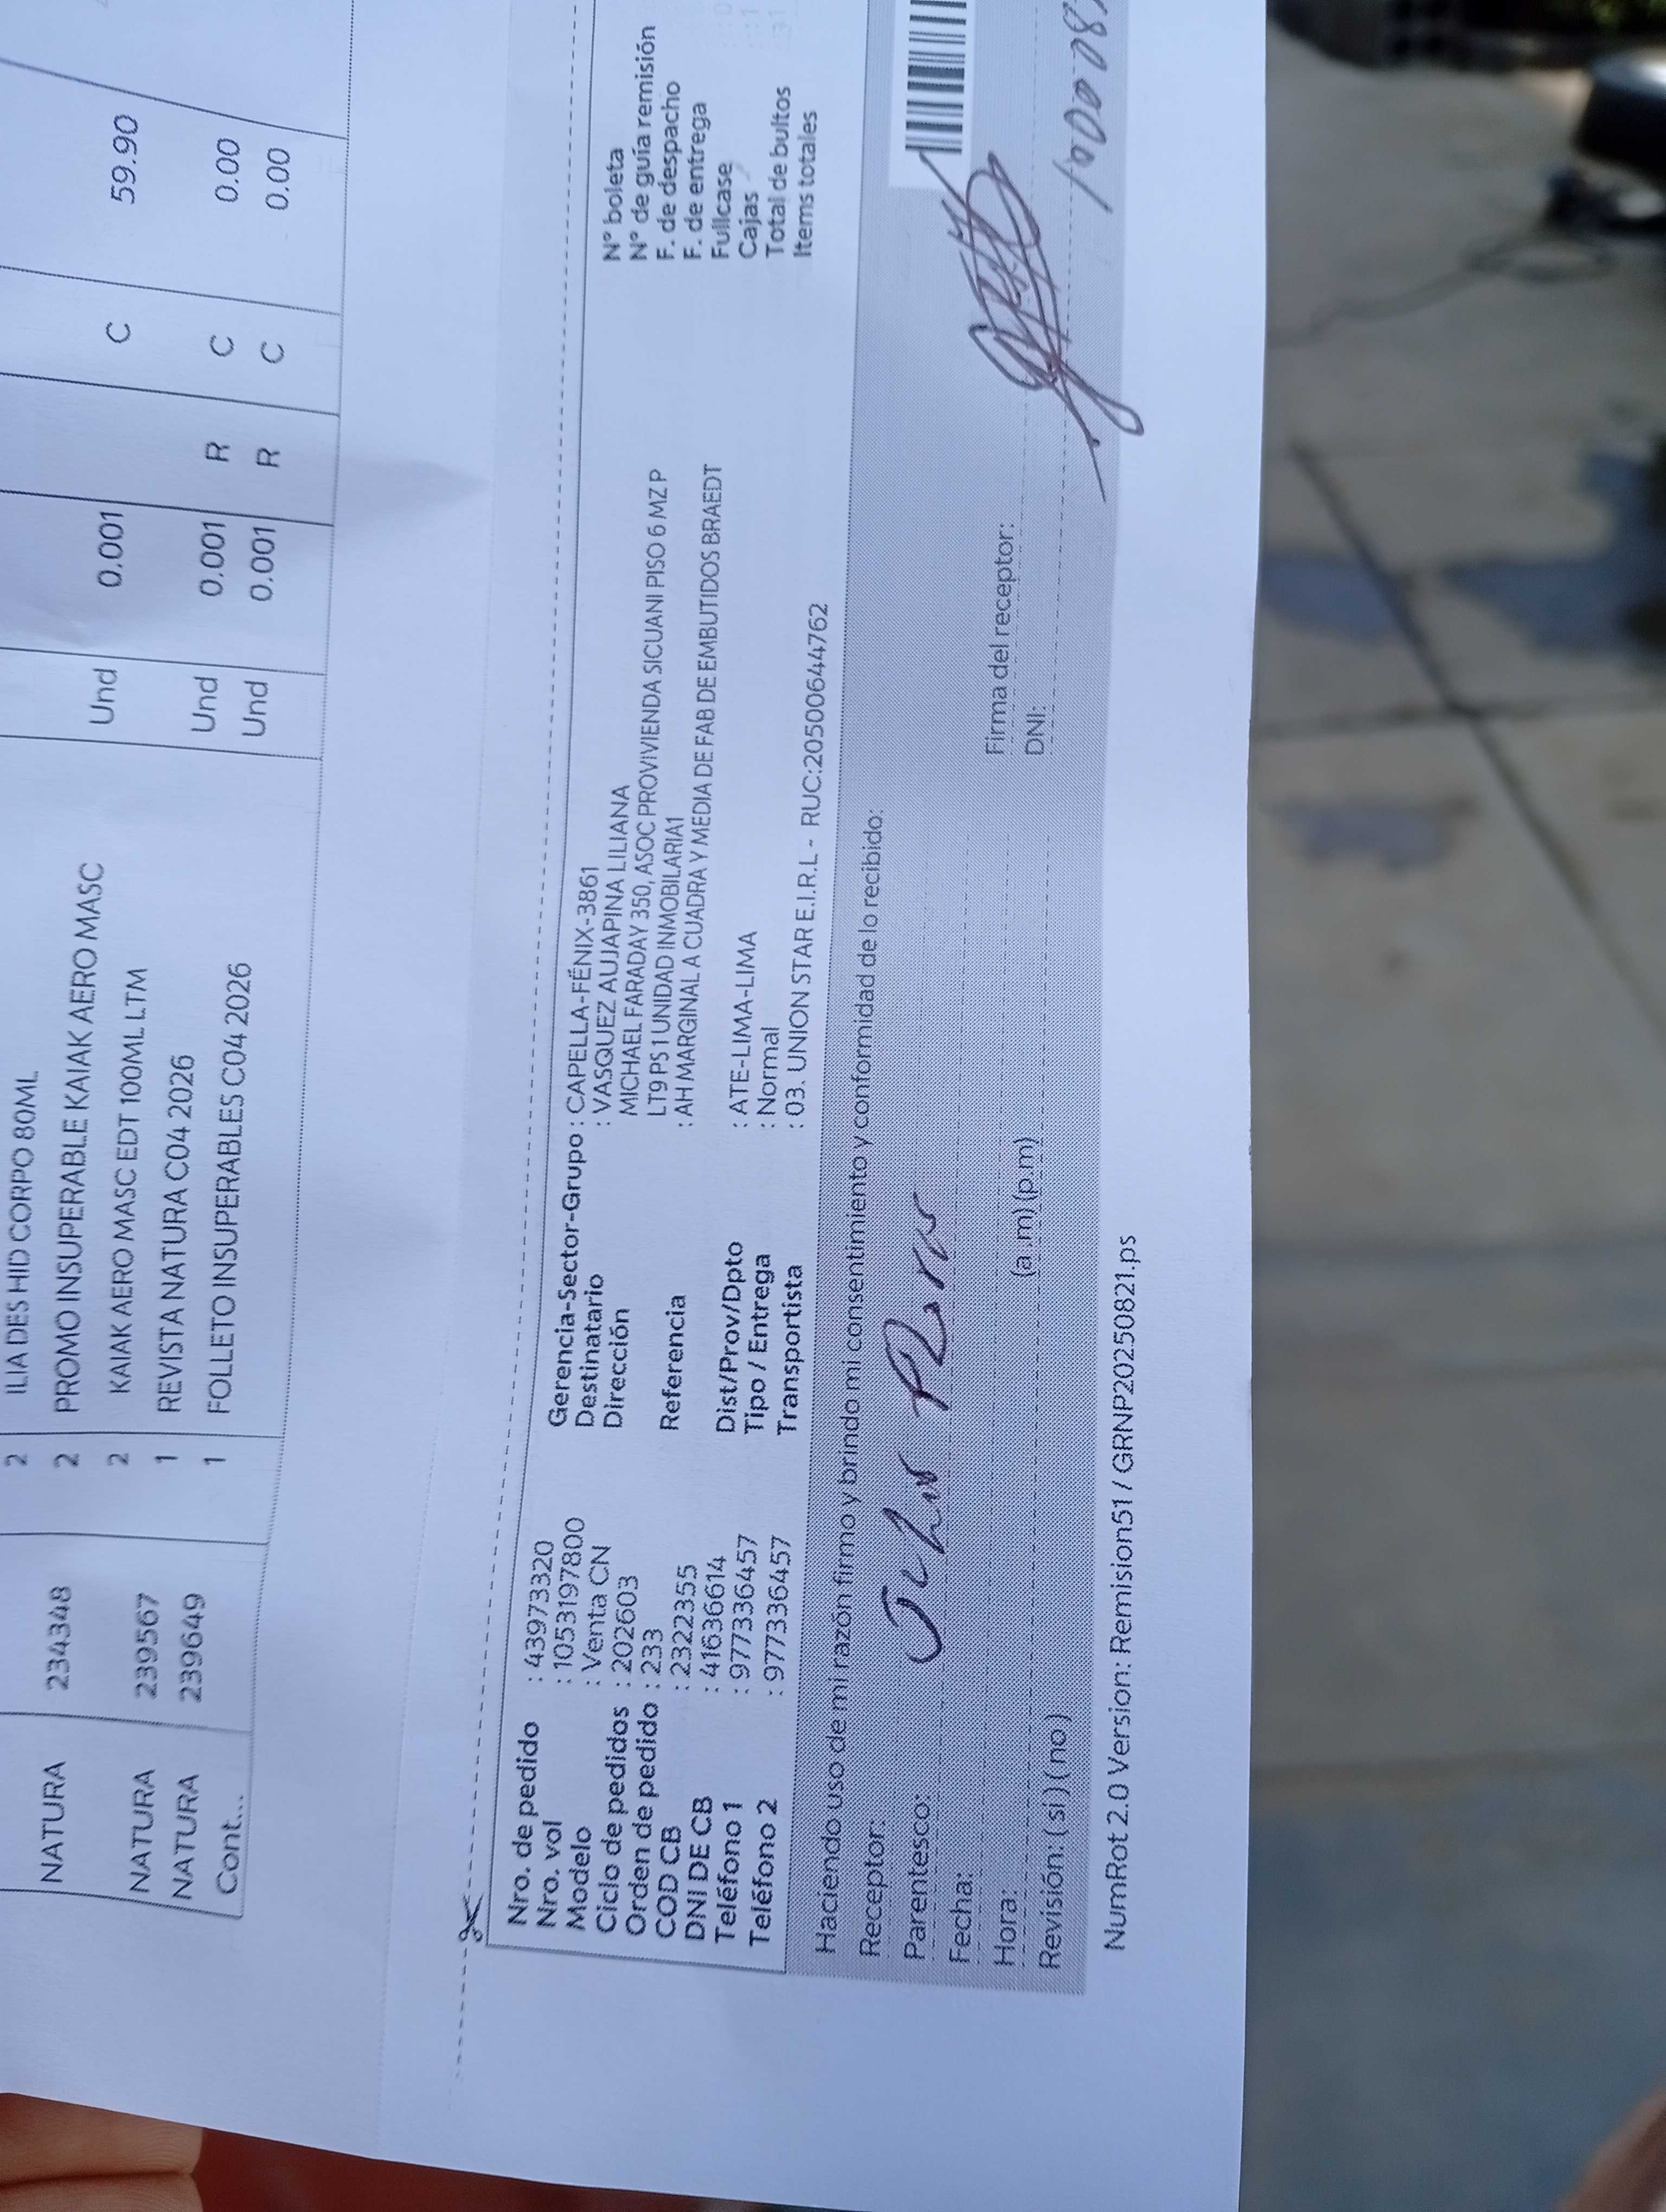 2 ILIA DES HID CORPO 80ML
NATURA 234348 2 PROMO INSUPERABLE KAIAK AERO MASC
2 KAIAK AERO MASC EDT 100ML LTM Und 0.001 C 59.90
NATURA 239567 1 REVISTA NATURA C04 2026 Und 0.001 R C 0.00
NATURA 239649 1 FOLLETO INSUPERABLES C04 2026 Und 0.001 R C 0.00
Cont...
Nro. de pedido : 43973320
Nro. vol : 1053197800
Modelo : Venta CN
Ciclo de pedidos : 202603
Orden de pedido : 233
COD CB : 2322355
DNI DE CB : 41636614
Teléfono 1 : 977336457
Teléfono 2 : 977336457
Gerencia-Sector-Grupo : CAPELLA-FÉNIX-3861
Destinatario : VASQUEZ AUJAPINA LILIANA
Dirección MICHAEL FARADAY 350, ASOC PROVIVIENDA SICUANI PISO 6 MZ P
LT9 PS 1 UNIDAD INMOBILARIA1
Referencia : AH MARGINAL A CUADRA Y MEDIA DE FAB DE EMBUTIDOS BRAEDT
Dist/Prov/Dpto : ATE-LIMA-LIMA
Tipo / Entrega : Normal
Transportista : 03. UNION STAR E.I.R.L - RUC:20500644762
N° boleta
N° de guía remisión
F. de despacho
F. de entrega
Fullcase
Cajas
Total de bultos
Items totales
Haciendo uso de mi razón firmo y brindo mi consentimiento y conformidad de lo recibido:
Receptor:
Parentesco:
Fecha:
Hora: (a.m) (p.m) Firma del receptor:
Revisión: (si) (no) DNI:
NumRot 2.0 Version: Remision51 / GRNP20250821.ps